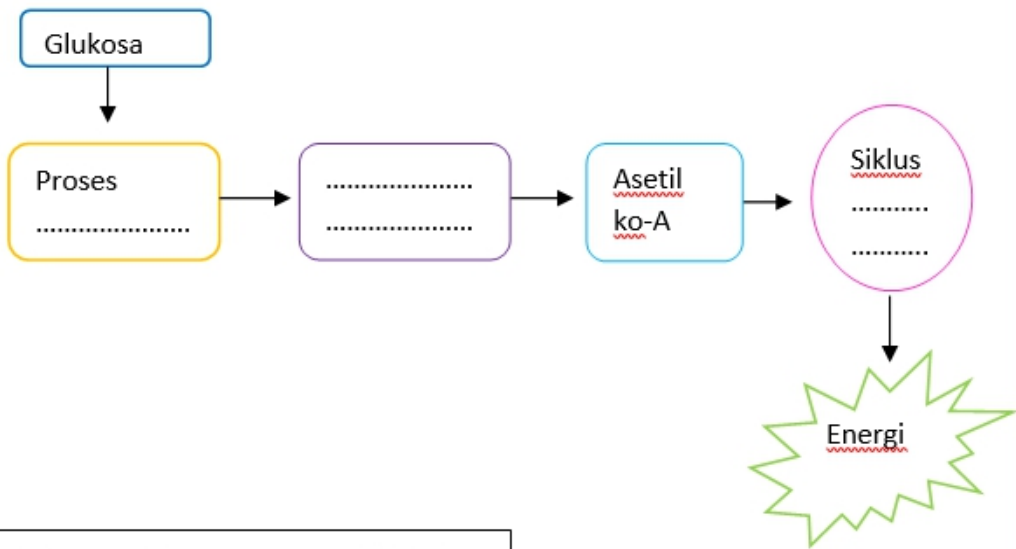 Glukosa
Proses
......................
.....................
.....................
Asetil
ko-A
Siklus
...........
...........
Energi